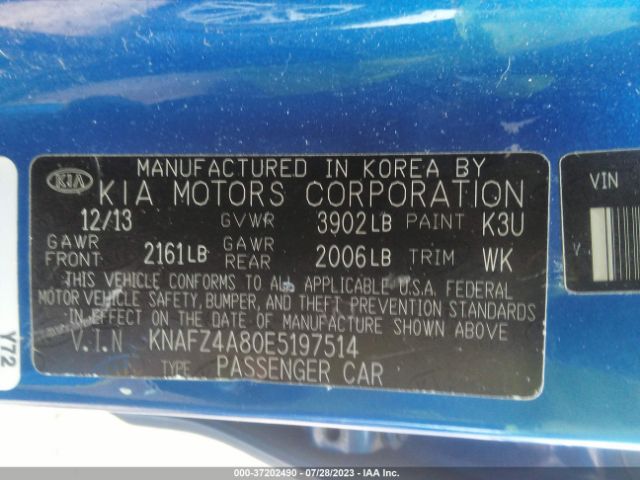 MANUFACTURED IN KOREA BY
KIA KIA MOTORS CORPORATION
12/13 GVWR 3902LB PAINT K3U
GAWR FRONT 2161LB GAWR REAR 2006LB TRIM WK
THIS VEHICLE CONFORMS TO ALL APPLICABLE U.S.A. FEDERAL
MOTOR VEHICLE SAFETY, BUMPER, AND THEFT PREVENTION STANDARDS
IN EFFECT ON THE DATE OF MANUFACTURE SHOWN ABOVE.
V.I.N KNAFZ4A80E5197514
TYPE PASSENGER CAR
Y72
VIN
000-37202490 - 07/28/2023 - IAA Inc.